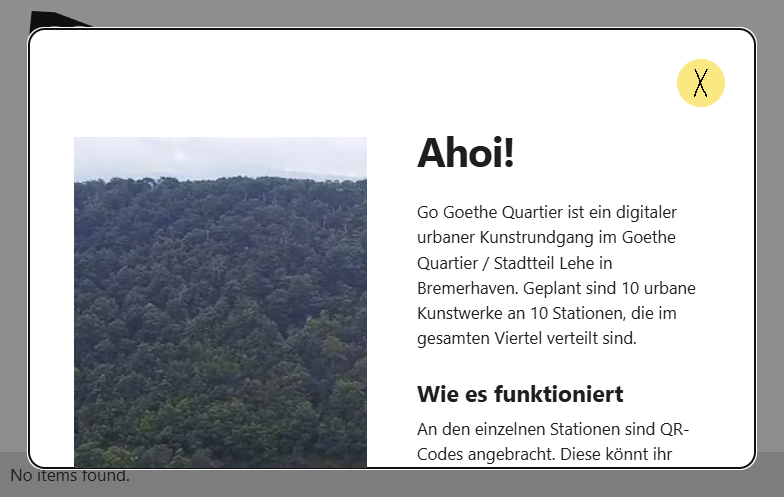 X
Ahoi!
Go Goethe Quartier ist ein digitaler
urbaner Kunstrundgang im Goethe
Quartier / Stadtteil Lehe in
Bremerhaven. Geplant sind 10 urbane
Kunstwerke an 10 Stationen, die im
gesamten Viertel verteilt sind.
Wie es funktioniert
An den einzelnen Stationen sind QR-
Codes angebracht. Diese könnt ihr
No items found.